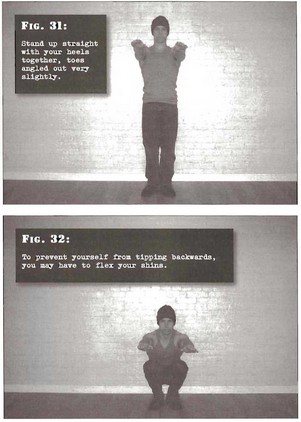 FIG. 31:
Stand up straight
with your heels
together, toes
angled out very
slightly.
FIG. 32:
To prevent yourself from tipping backwards,
you may have to flex your shins.